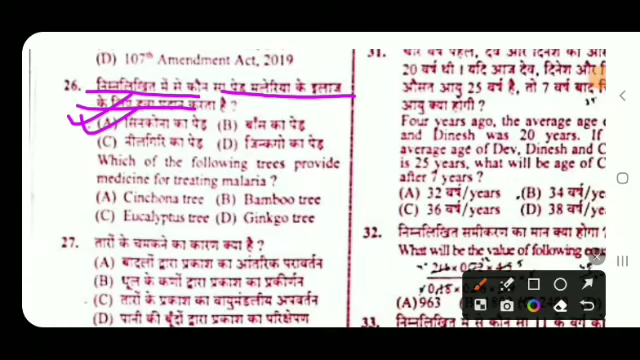 (D) 107th Amendment Act, 2019
26. निम्नलिखित में से कौन सा पेड़ मलेरिया के इलाज
के लिए दवा प्रदान करता है ?
(A) सिनकोना का पेड़ (B) बाँस का पेड़
(C) नीलगिरि का पेड़ (D) जिन्कगो का पेड़
Which of the following trees provide
medicine for treating malaria ?
(A) Cinchona tree (B) Bamboo tree
(C) Eucalyptus tree (D) Ginkgo tree
27. तारों के चमकने का कारण क्या है ?
(A) बादलों द्वारा प्रकाश का आंतरिक परावर्तन
(B) धूल के कणों द्वारा प्रकाश का प्रकीर्णन
(C) तारों के प्रकाश का वायुमंडलीय अपवर्तन
(D) पानी की बूँदों द्वारा प्रकाश का परिक्षेपण
31. चार वर्ष पहले, देव और दिनेश की
20 वर्ष थी । यदि आज देव, दिनेश और
औसत आयु 25 वर्ष है, तो 7 वर्ष बाद
आयु क्या होगी ?
Four years ago, the average age
and Dinesh was 20 years. If
average age of Dev, Dinesh and C
is 25 years, what will be age of C
after 7 years ?
(A) 32 वर्ष/years (B) 34 वर्ष/ye
(C) 36 वर्ष/years (D) 38 वर्ष/ye
32. निम्नलिखित समीकरण का मान क्या होगा ?
What will be the value of following
(A) 963
33. निम्नलिखित में से कौन सा 11 के वर्ग